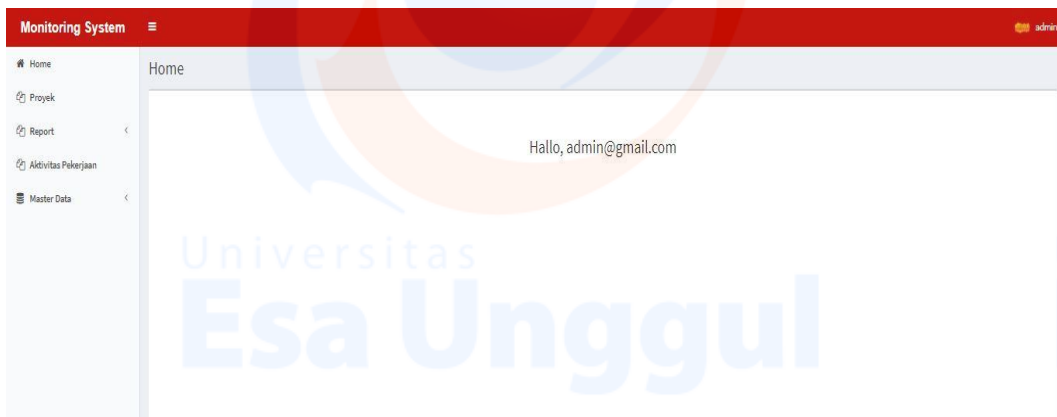 Monitoring System
admin
Home
Proyek
Report
Aktivitas Pekerjaan
Master Data
Home
Hallo, admin@gmail.com
Universitas
Esa Unggul